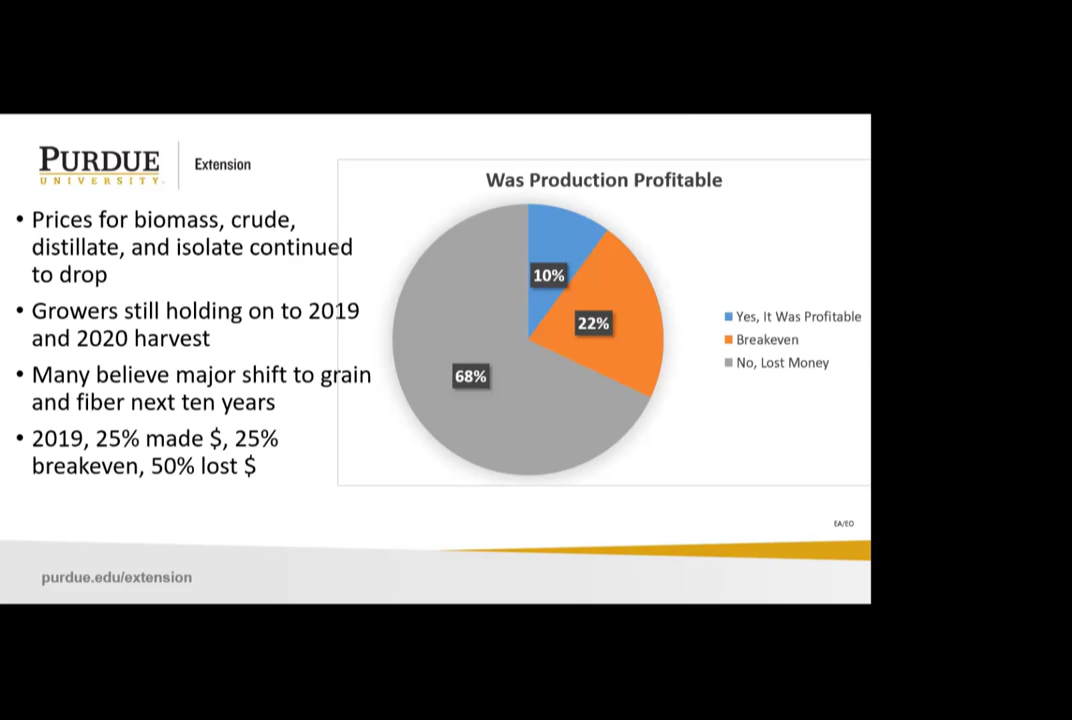 PURDUE
UNIVERSITY.
Extension
• Prices for biomass, crude,
distillate, and isolate continued
to drop
• Growers still holding on to 2019
and 2020 harvest
• Many believe major shift to grain
and fiber next ten years
• 2019, 25% made $, 25%
breakeven, 50% lost $
Was Production Profitable
10%
22%
68%
Yes, It Was Profitable
Breakeven
No, Lost Money
EA/EO
purdue.edu/extension